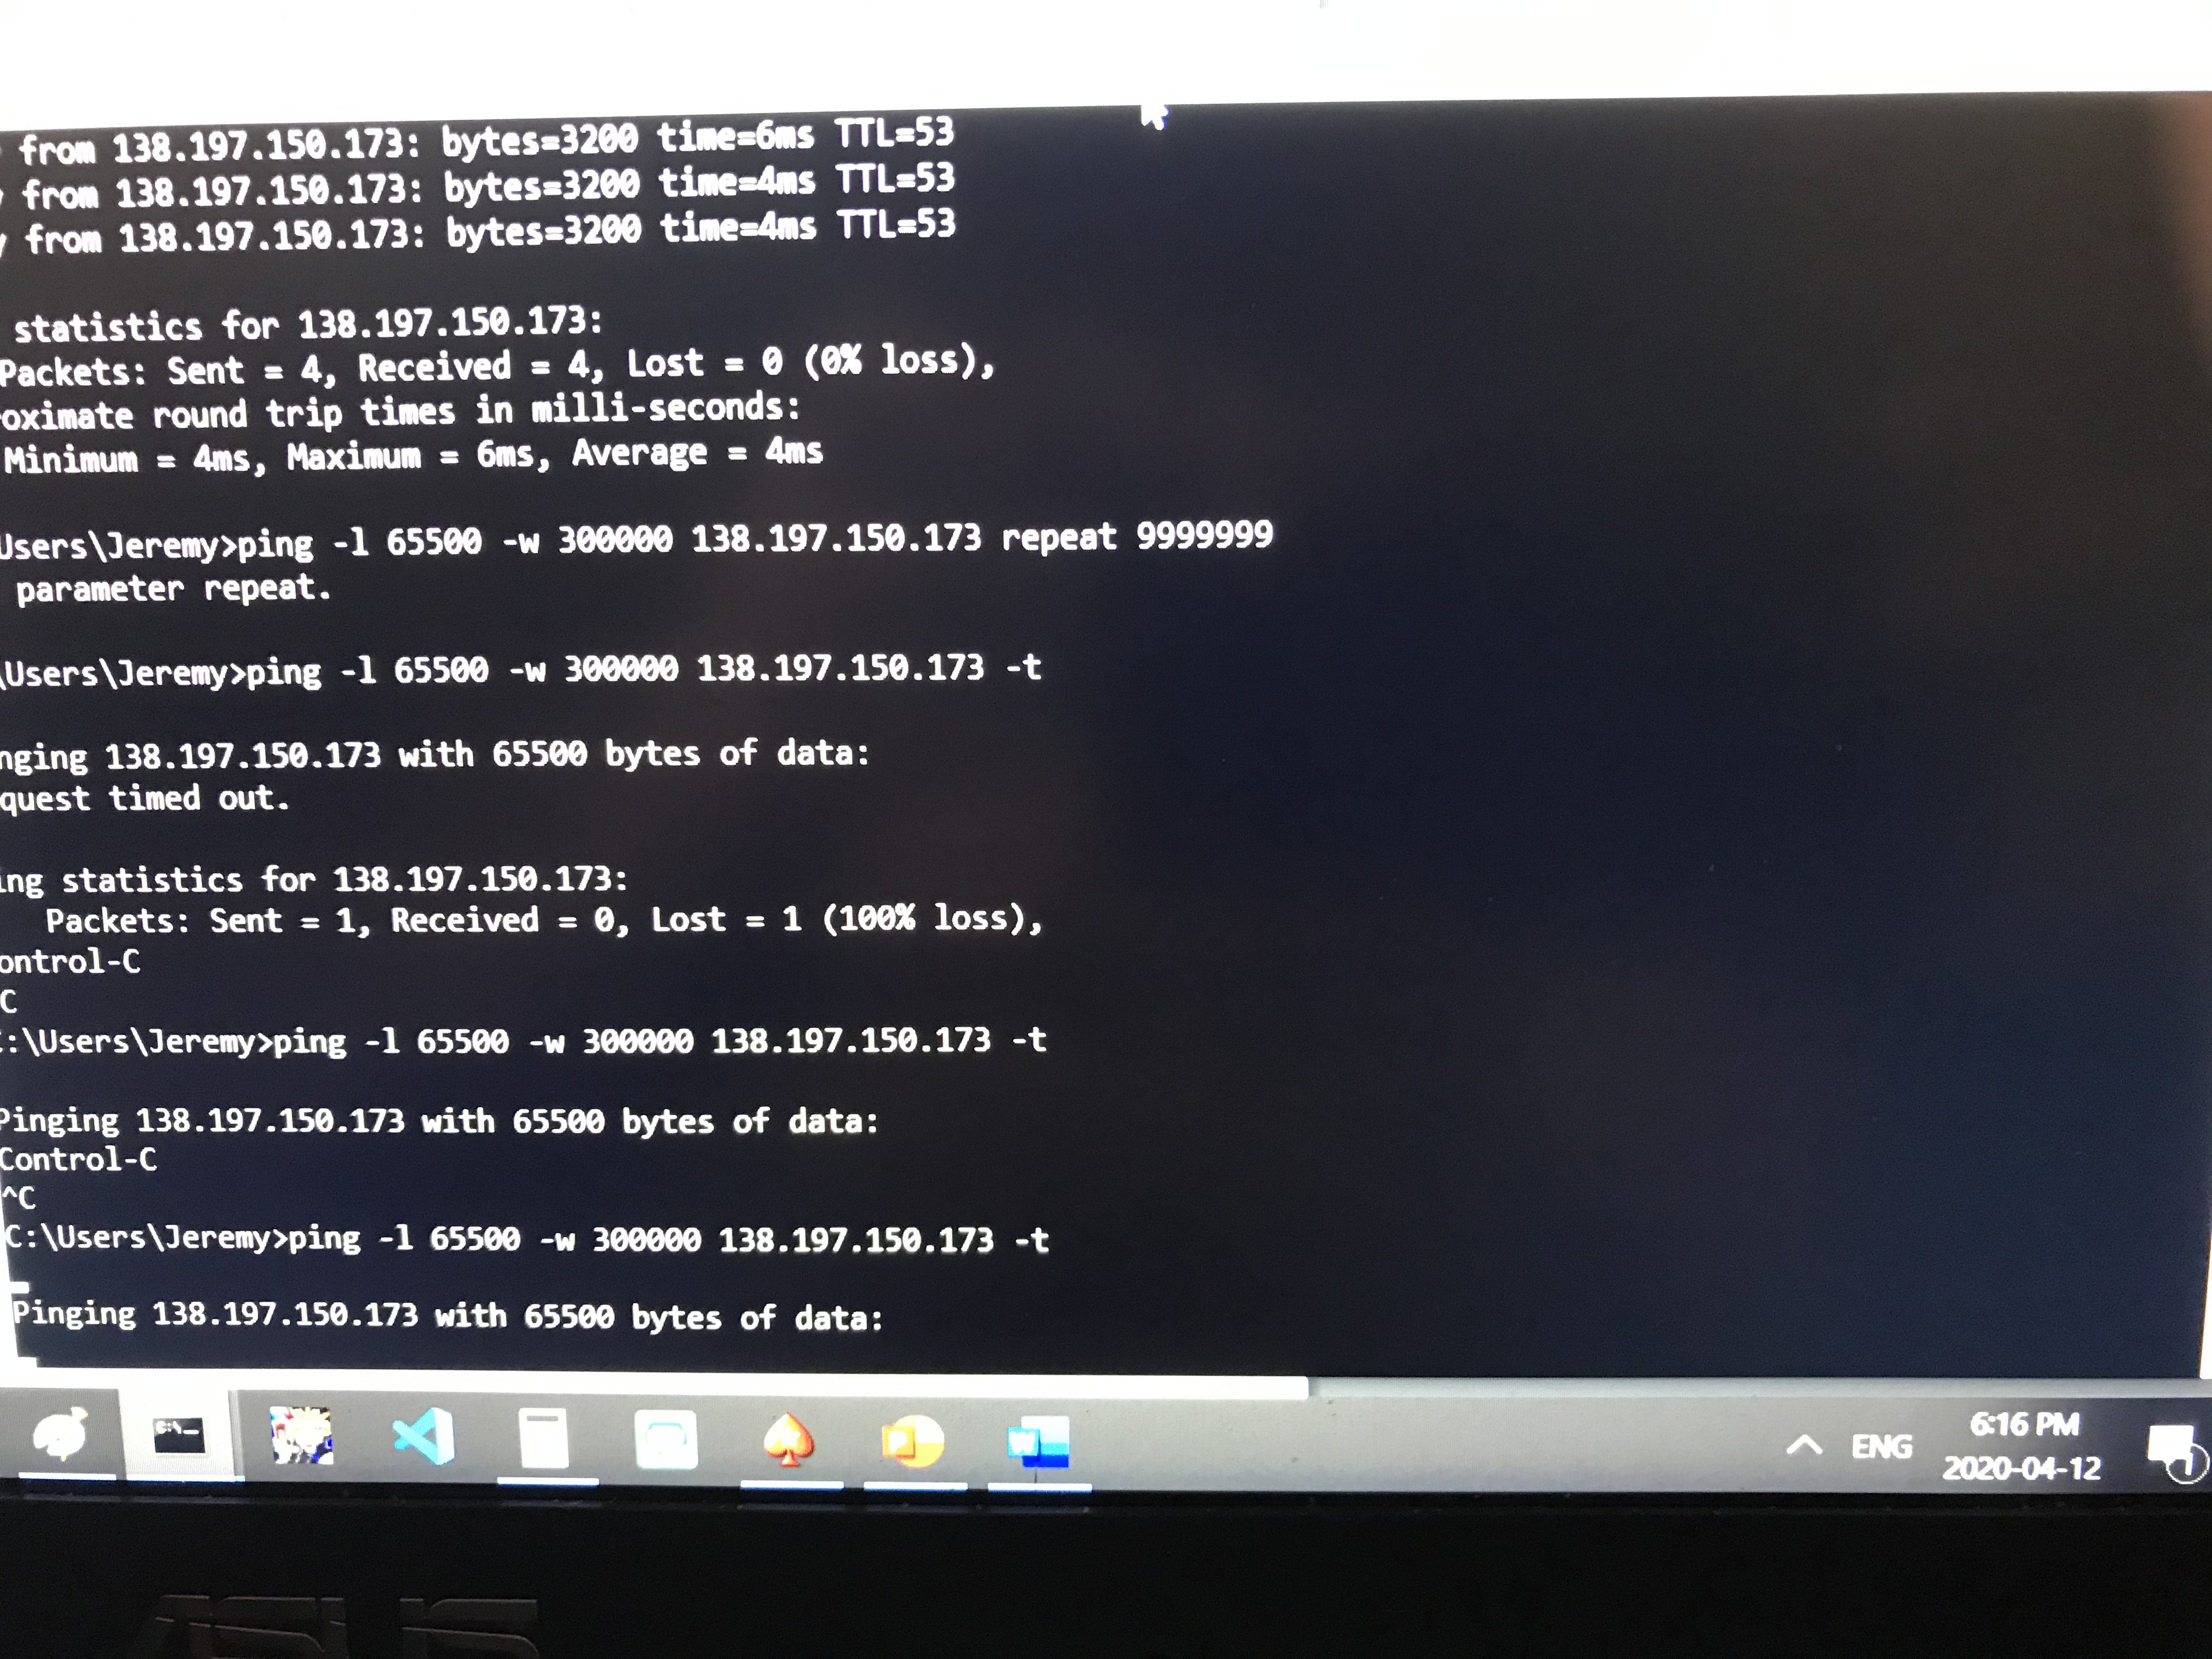 from 138.197.150.173: bytes=3200 time=6ms TTL=53
from 138.197.150.173: bytes=3200 time=4ms TTL=53
y from 138.197.150.173: bytes=3200 time=4ms TTL=53
statistics for 138.197.150.173:
Packets: Sent = 4, Received = 4, Lost = 0 (0% loss),
oximate round trip times in milli-seconds:
Minimum = 4ms, Maximum = 6ms, Average = 4ms
Users\Jeremy>ping -l 65500 -w 300000 138.197.150.173 repeat 9999999
parameter repeat.
\Users\Jeremy>ping -l 65500 -w 300000 138.197.150.173 -t
nging 138.197.150.173 with 65500 bytes of data:
quest timed out.
ing statistics for 138.197.150.173:
Packets: Sent = 1, Received = 0, Lost = 1 (100% loss),
ontrol-C
C
:\Users\Jeremy>ping -l 65500 -w 300000 138.197.150.173 -t
Pinging 138.197.150.173 with 65500 bytes of data:
Control-C
^C
C:\Users\Jeremy>ping -l 65500 -w 300000 138.197.150.173 -t
Pinging 138.197.150.173 with 65500 bytes of data:
C:\_
P
W
ENG
6:16 PM
2020-04-12
1
ASUS